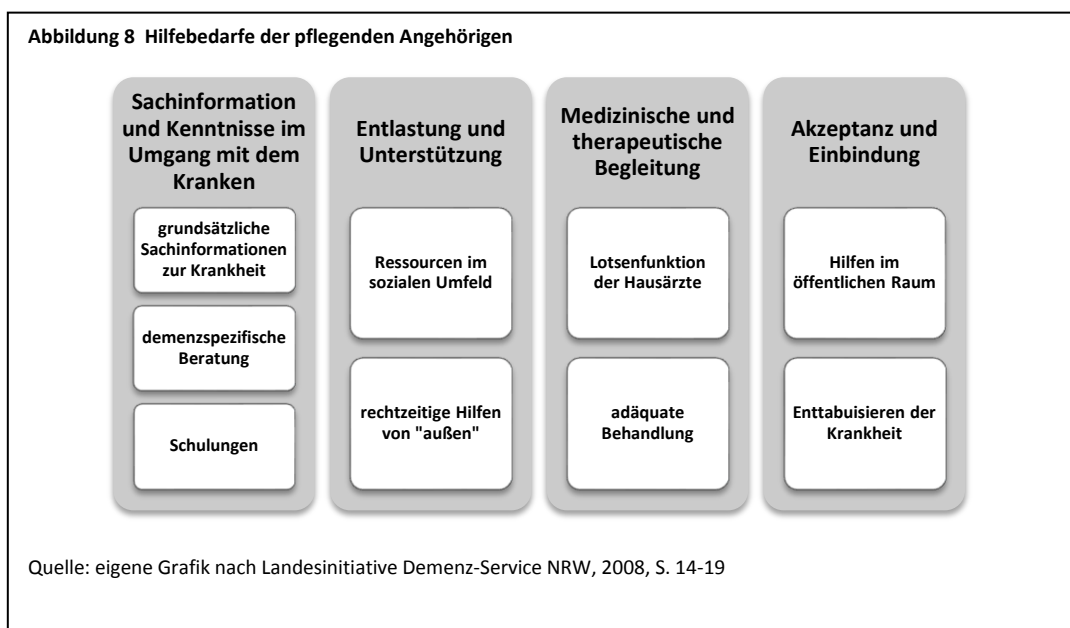 Abbildung 8 Hilfebedarfe der pflegenden Angehörigen
Sachinformation
und Kenntnisse im
Umgang mit dem
Kranken
grundsätzliche
Sachinformationen
zur Krankheit
demenzspezifische
Beratung
Schulungen
Entlastung und
Unterstützung
Ressourcen im
sozialen Umfeld
rechtzeitige Hilfen
von "außen"
Medizinische und
therapeutische
Begleitung
Lotsenfunktion
der Hausärzte
adäquate
Behandlung
Akzeptanz und
Einbindung
Hilfen im
öffentlichen Raum
Enttabuisieren der
Krankheit
Quelle: eigene Grafik nach Landesinitiative Demenz-Service NRW, 2008, S. 14-19